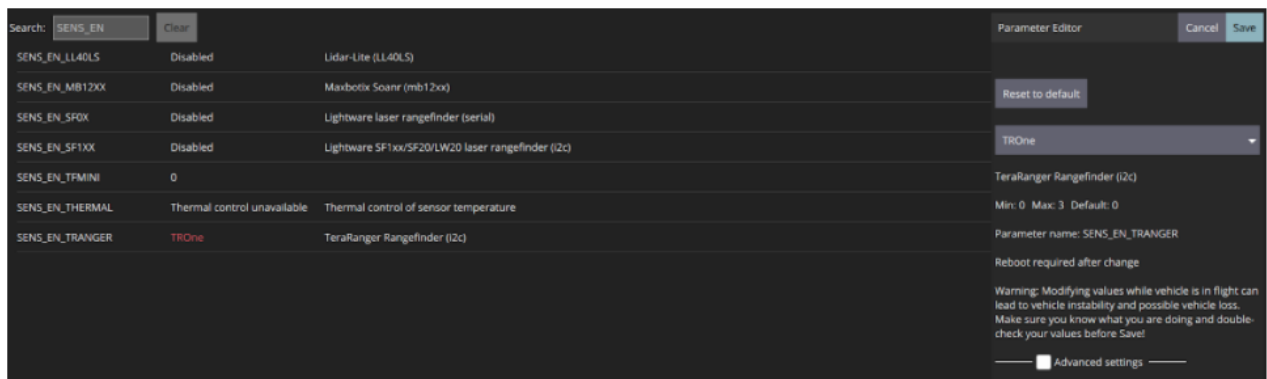 Search: SENS_EN Clear
SENS_EN_LL40LS Disabled Lidar-Lite (LL40LS)
SENS_EN_MB12XX Disabled Maxbotix Soanr (mb12xx)
SENS_EN_SF0X Disabled Lightware laser rangefinder (serial)
SENS_EN_SF1XX Disabled Lightware SF1xx/SF20/LW20 laser rangefinder (i2c)
SENS_EN_TFMINI 0
SENS_EN_THERMAL Thermal control unavailable Thermal control of sensor temperature
SENS_EN_TRANGER TROne TeraRanger Rangefinder (i2c)
Parameter Editor Cancel Save
Reset to default
TROne
TeraRanger Rangefinder (i2c)
Min: 0 Max: 3 Default: 0
Parameter name: SENS_EN_TRANGER
Reboot required after change
Warning: Modifying values while vehicle is in flight can
lead to vehicle instability and possible vehicle loss.
Make sure you know what you are doing and double-
check your values before Save!
Advanced settings